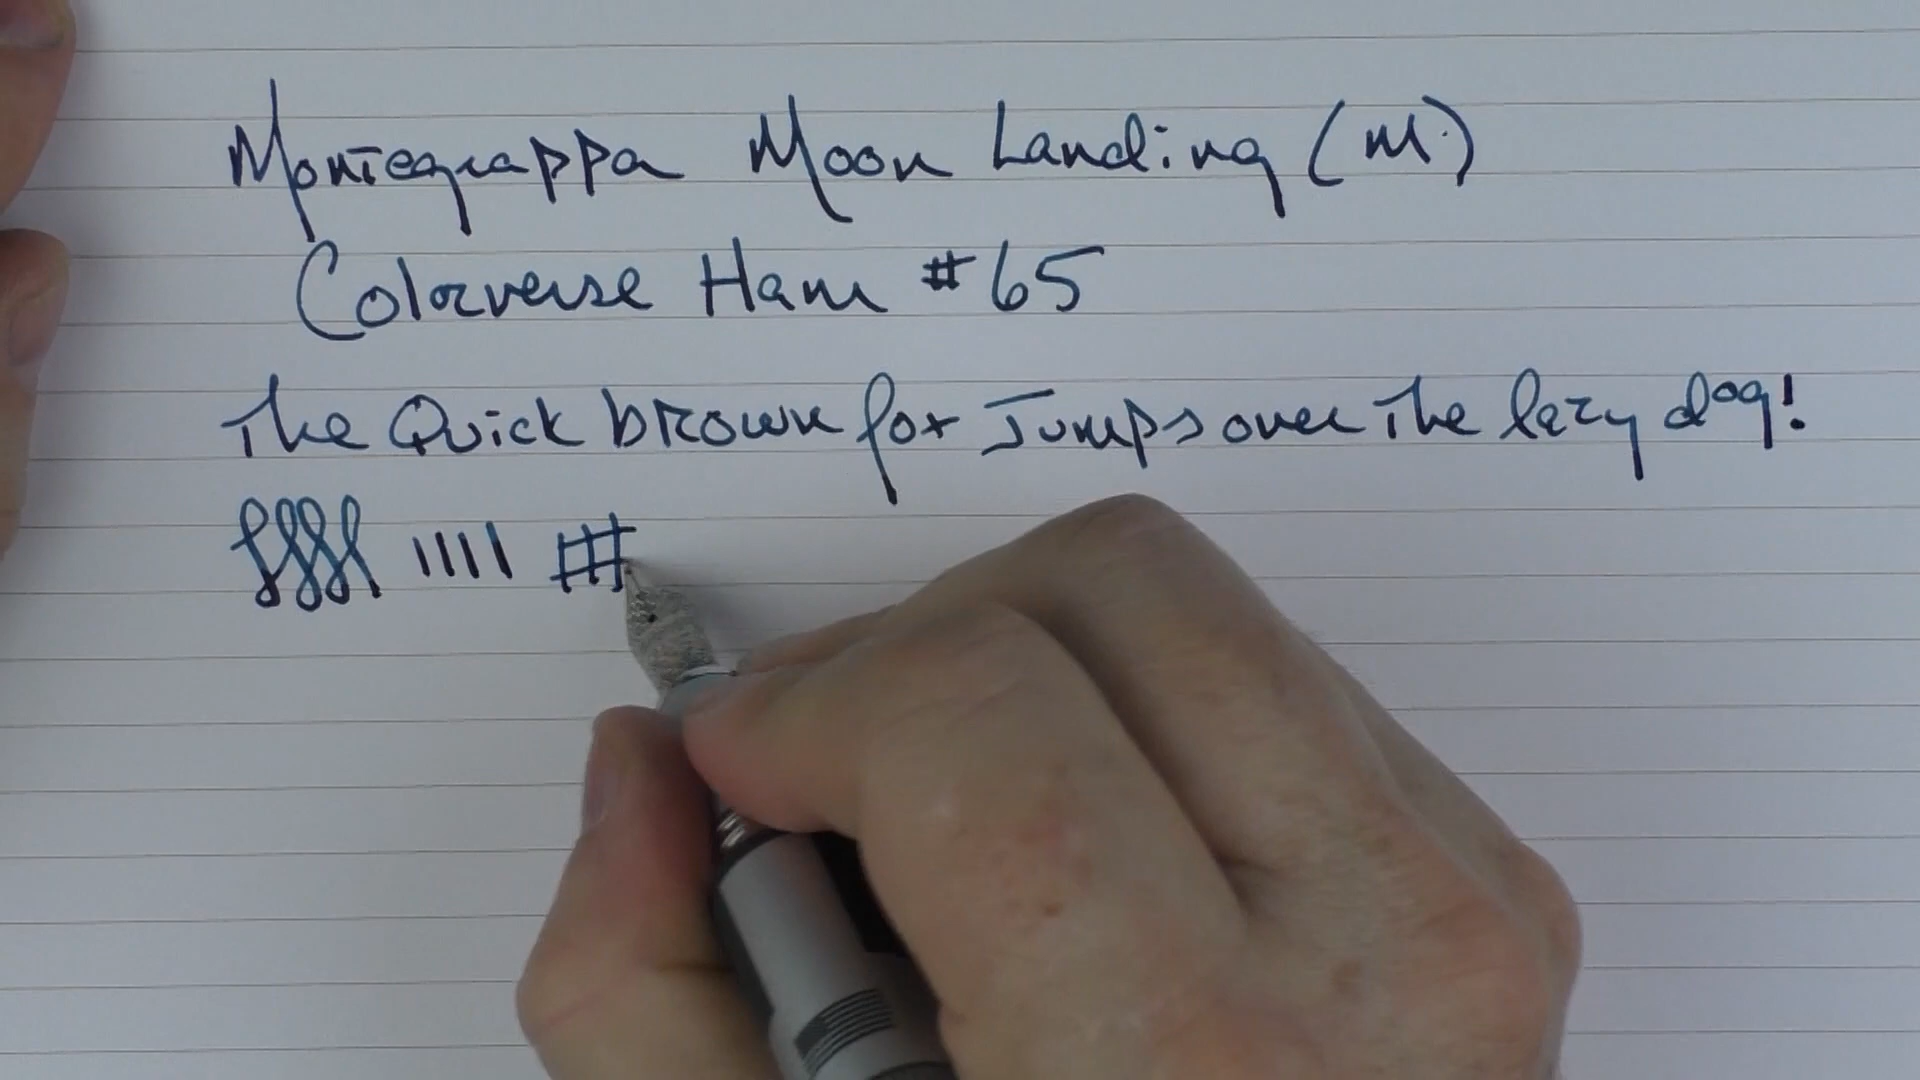 Montegrappa Moon Landing (M.)
Colorverse Ham #65
The Quick brown fox Jumps over The lazy dog!